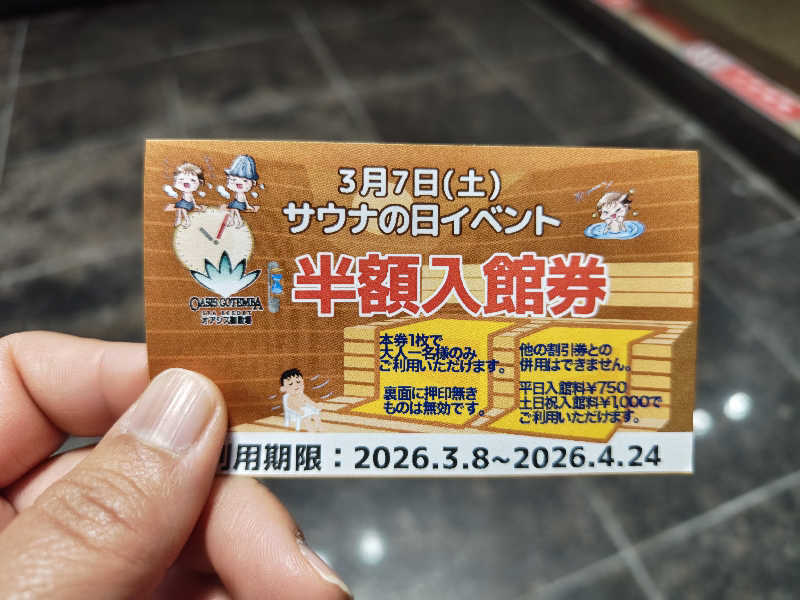 3月7日(土)
サウナの日イベント
半額入館券
OASIS GOTEMBA
SPA RESORT
オアシス御殿場
本券1枚で
大人一名様のみ
ご利用いただけます。
裏面に押印無き
ものは無効です。
他の割引券との
併用はできません。
平日入館料¥750
土日祝入館料¥1,000で
ご利用いただけます。
利用期限：2026.3.8~2026.4.24